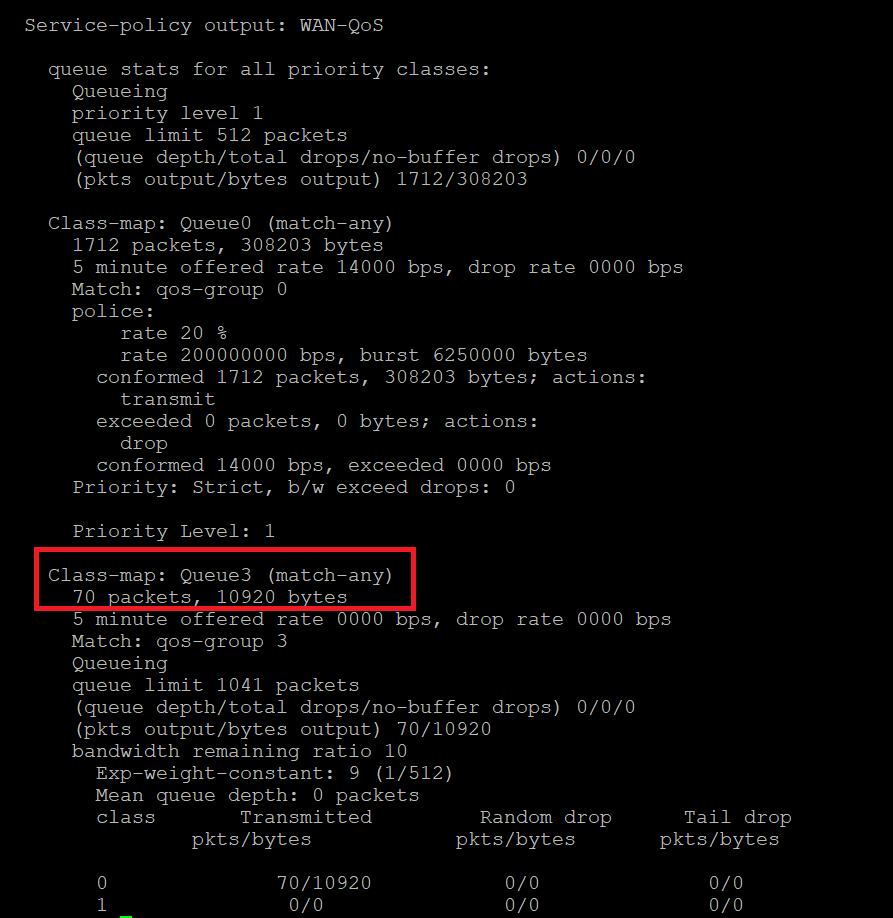 Service-policy output: WAN-QoS
queue stats for all priority classes:
Queueing
priority level 1
queue limit 512 packets
(queue depth/total drops/no-buffer drops) 0/0/0
(pkts output/bytes output) 1712/308203
Class-map: Queue0 (match-any)
1712 packets, 308203 bytes
5 minute offered rate 14000 bps, drop rate 0000 bps
Match: qos-group 0
police:
rate 20 %
rate 200000000 bps, burst 6250000 bytes
conformed 1712 packets, 308203 bytes; actions:
transmit
exceeded 0 packets, 0 bytes; actions:
drop
conformed 14000 bps, exceeded 0000 bps
Priority: Strict, b/w exceed drops: 0
Priority Level: 1
Class-map: Queue3 (match-any)
70 packets, 10920 bytes
5 minute offered rate 0000 bps, drop rate 0000 bps
Match: qos-group 3
Queueing
queue limit 1041 packets
(queue depth/total drops/no-buffer drops) 0/0/0
(pkts output/bytes output) 70/10920
bandwidth remaining ratio 10
Exp-weight-constant: 9 (1/512)
Mean queue depth: 0 packets
class Transmitted Random drop Tail drop
pkts/bytes pkts/bytes pkts/bytes
0 70/10920 0/0 0/0
1 0/0 0/0 0/0